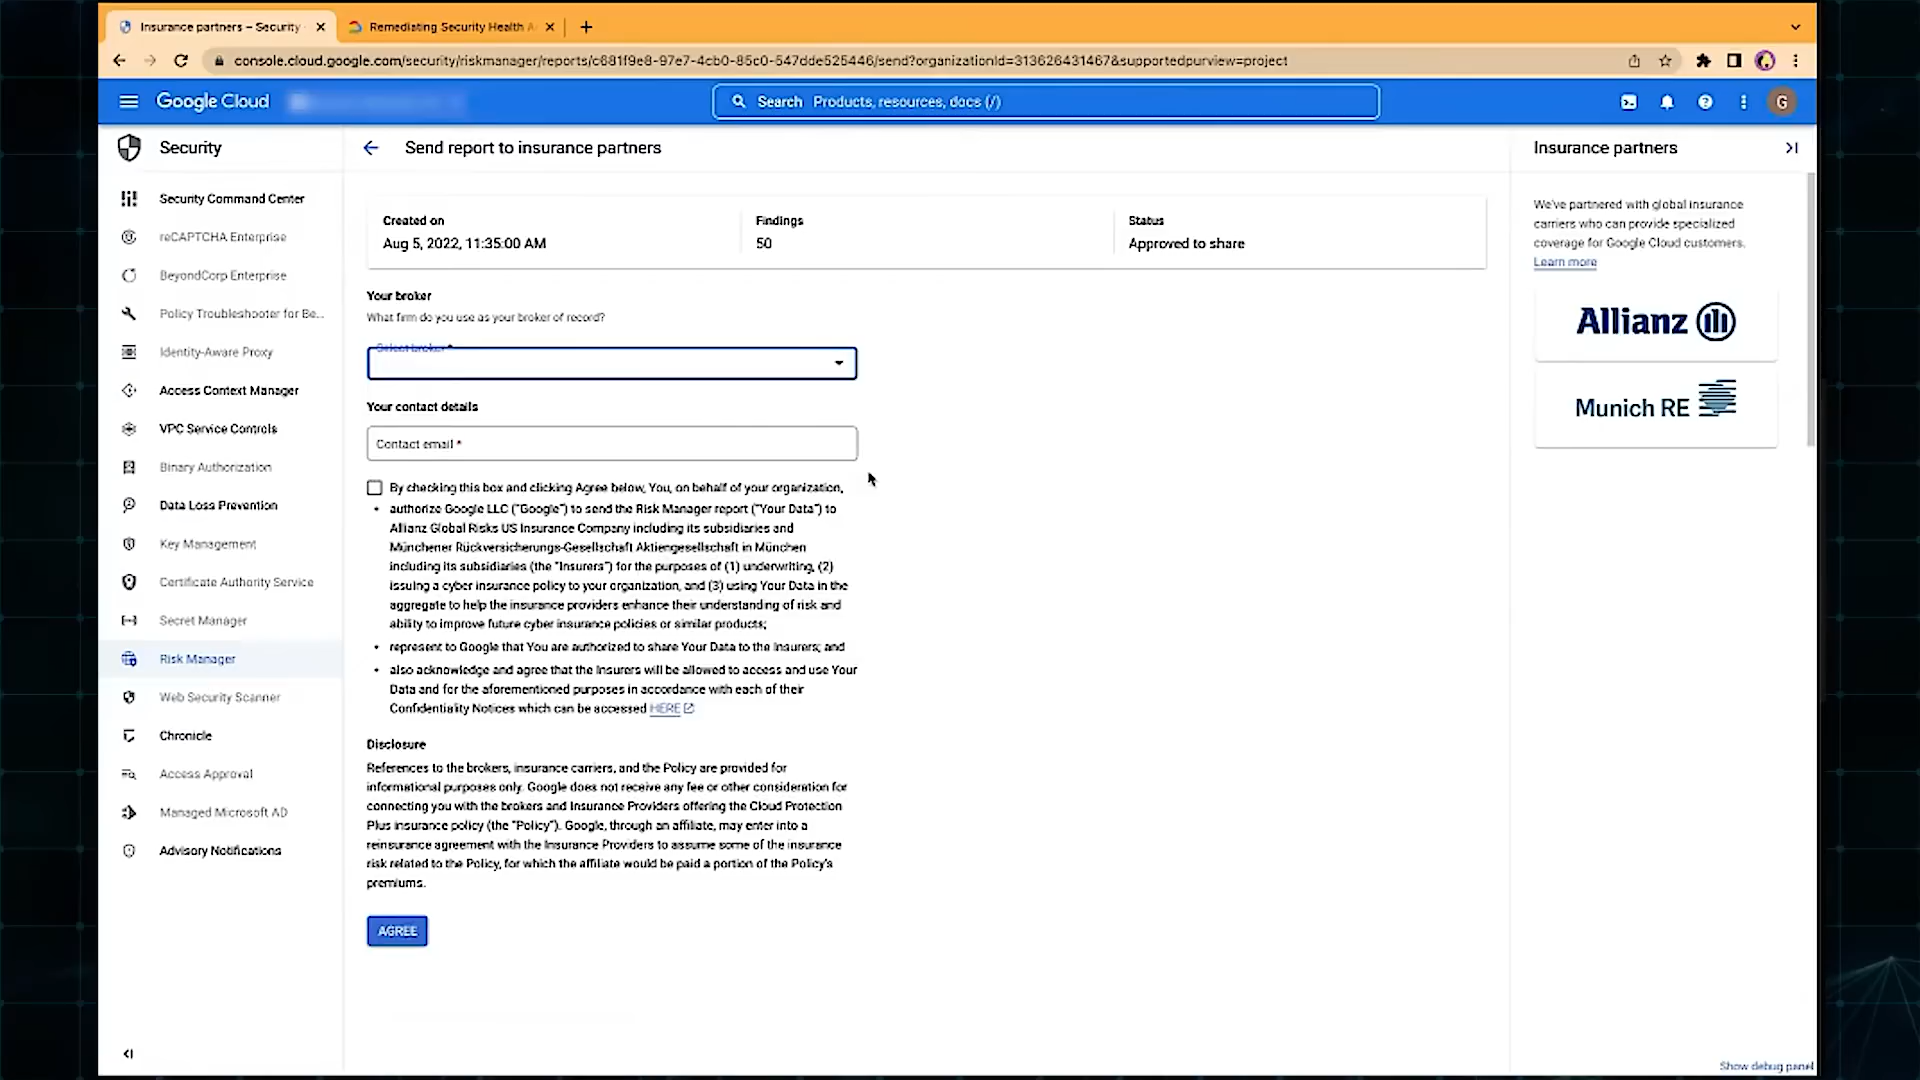 Insurance partners – Security
Remediating Security Health A
console.cloud.google.com/security/riskmanager/reports/c681f9e8-97e7-4cb0-85c0-547dde525446/send?organizationId=313626431467&supportedpurview=project
Google Cloud
Search Products, resources, docs (/)
G
Security
Send report to insurance partners
Insurance partners
Security Command Center
reCAPTCHA Enterprise
BeyondCorp Enterprise
Policy Troubleshooter for Be...
Identity-Aware Proxy
Access Context Manager
VPC Service Controls
Binary Authorization
Data Loss Prevention
Key Management
Certificate Authority Service
Secret Manager
Risk Manager
Web Security Scanner
Chronicle
Access Approval
Managed Microsoft AD
Advisory Notifications
Created on
Aug 5, 2022, 11:35:00 AM
Findings
50
Status
Approved to share
Your broker
What firm do you use as your broker of record?
Select broker *
Your contact details
Contact email *
By checking this box and clicking Agree below, You, on behalf of your organization,
• authorize Google LLC ("Google") to send the Risk Manager report ("Your Data") to
Allianz Global Risks US Insurance Company including its subsidiaries and
Münchener Rückversicherungs-Gesellschaft Aktiengesellschaft in München
including its subsidiaries (the "Insurers") for the purposes of (1) underwriting, (2)
issuing a cyber insurance policy to your organization, and (3) using Your Data in the
aggregate to help the insurance providers enhance their understanding of risk and
ability to improve future cyber insurance policies or similar products;
• represent to Google that You are authorized to share Your Data to the Insurers; and
• also acknowledge and agree that the Insurers will be allowed to access and use Your
Data and for the aforementioned purposes in accordance with each of their
Confidentiality Notices which can be accessed HERE
Disclosure
References to the brokers, insurance carriers, and the Policy are provided for
informational purposes only. Google does not receive any fee or other consideration for
connecting you with the brokers and Insurance Providers offering the Cloud Protection
Plus insurance policy (the "Policy"). Google, through an affiliate, may enter into a
reinsurance agreement with the Insurance Providers to assume some of the insurance
risk related to the Policy, for which the affiliate would be paid a portion of the Policy's
premiums.
AGREE
We've partnered with global insurance
carriers who can provide specialized
coverage for Google Cloud customers.
Learn more
Allianz
Munich RE
Show debug panel